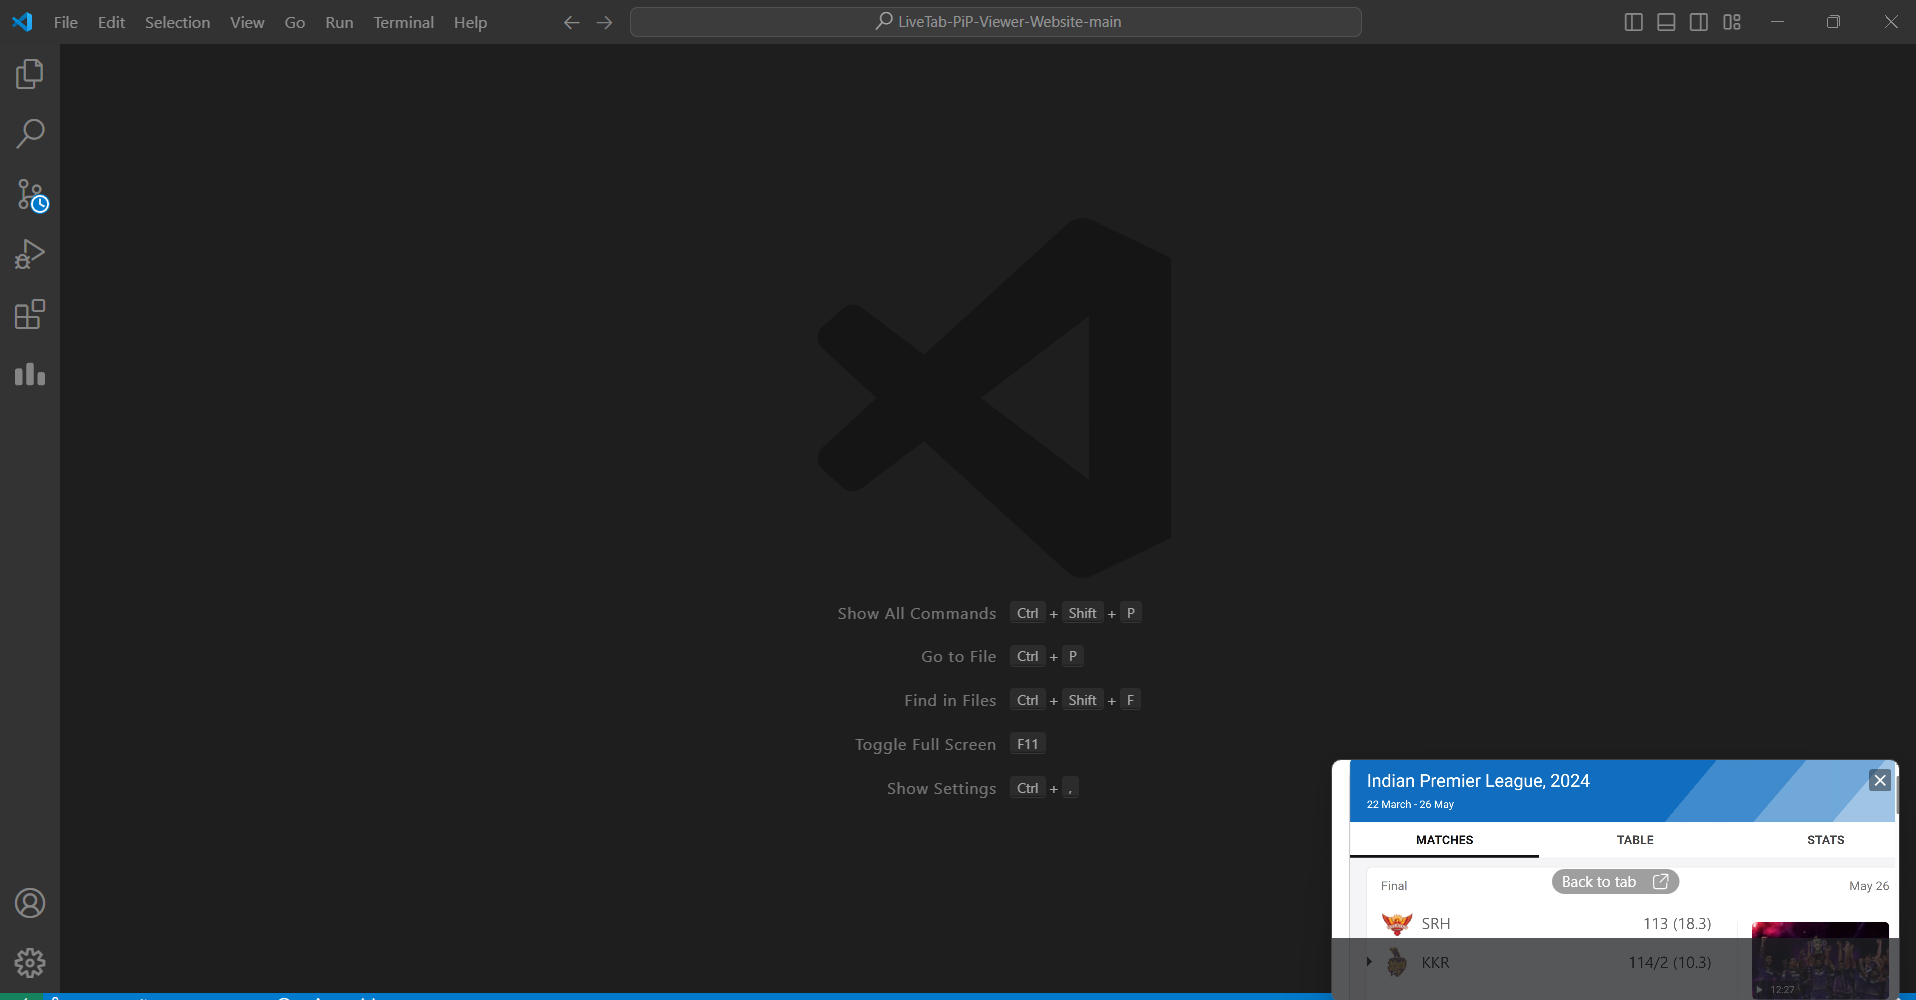 File Edit Selection View Go Run Terminal Help
LiveTab-PiP-Viewer-Website-main
Show All Commands Ctrl + Shift + P
Go to File Ctrl + P
Find in Files Ctrl + Shift + F
Toggle Full Screen F11
Show Settings Ctrl + ,
Indian Premier League, 2024
22 March - 26 May
MATCHES TABLE STATS
Final Back to tab May 26
SRH 113 (18.3)
KKR 114/2 (10.3)
12:27